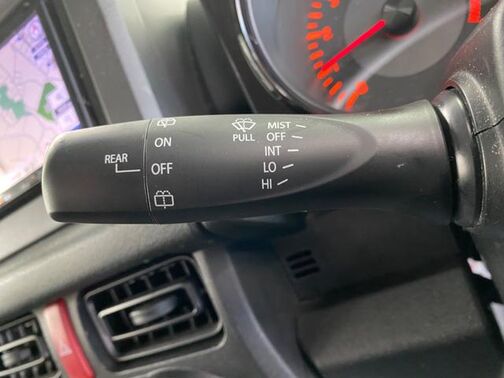 MIST
OFF
PULL
INT
LO
HI
ON
REAR
OFF